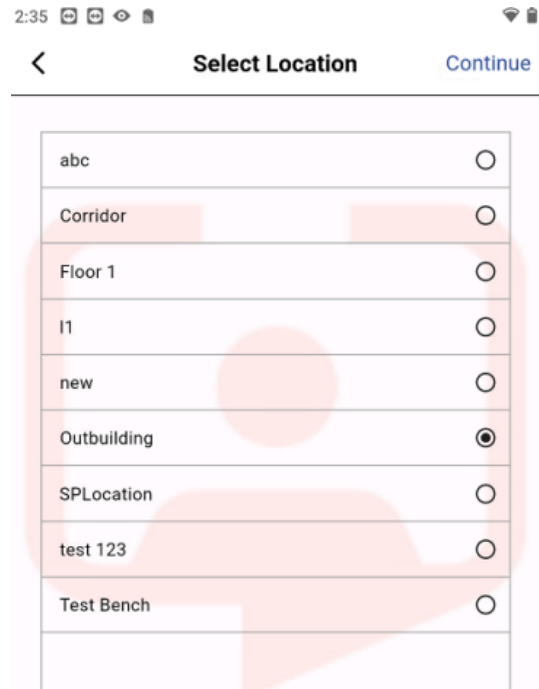 2:35
Select Location Continue
abc
Corridor
Floor 1
l1
new
Outbuilding
SPLocation
test 123
Test Bench